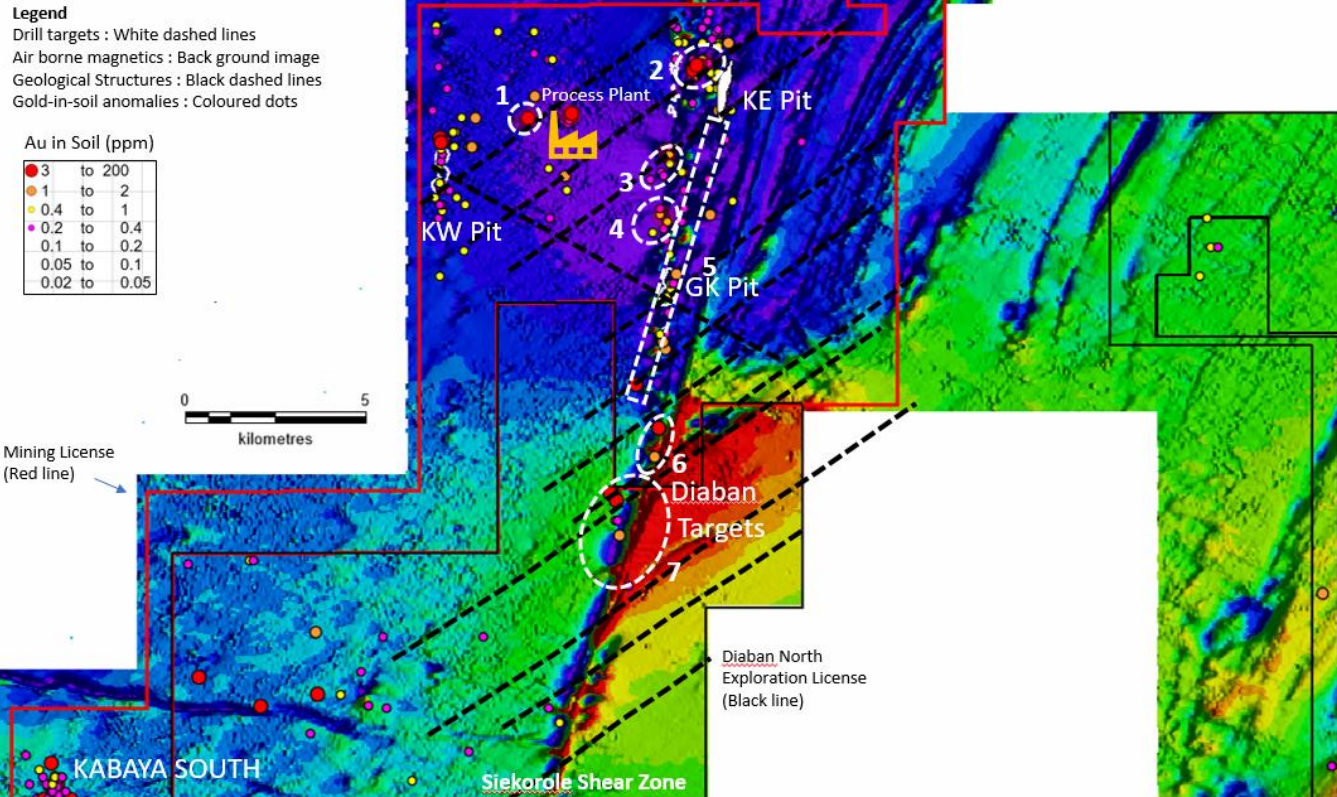 Legend
Drill targets : White dashed lines
Air borne magnetics : Back ground image
Geological Structures : Black dashed lines
Gold-in-soil anomalies : Coloured dots
Au in Soil (ppm)
3 to 200
1 to 2
0.4 to 1
0.2 to 0.4
0.1 to 0.2
0.05 to 0.1
0.02 to 0.05
2
1
Process Plant
KE Pit
3
4
KW Pit
5
GK Pit
0 5
kilometres
Mining License
(Red line)
6
Diaban
Targets
7
Diaban North
Exploration License
(Black line)
KABAYA SOUTH
Siekorole Shear Zone